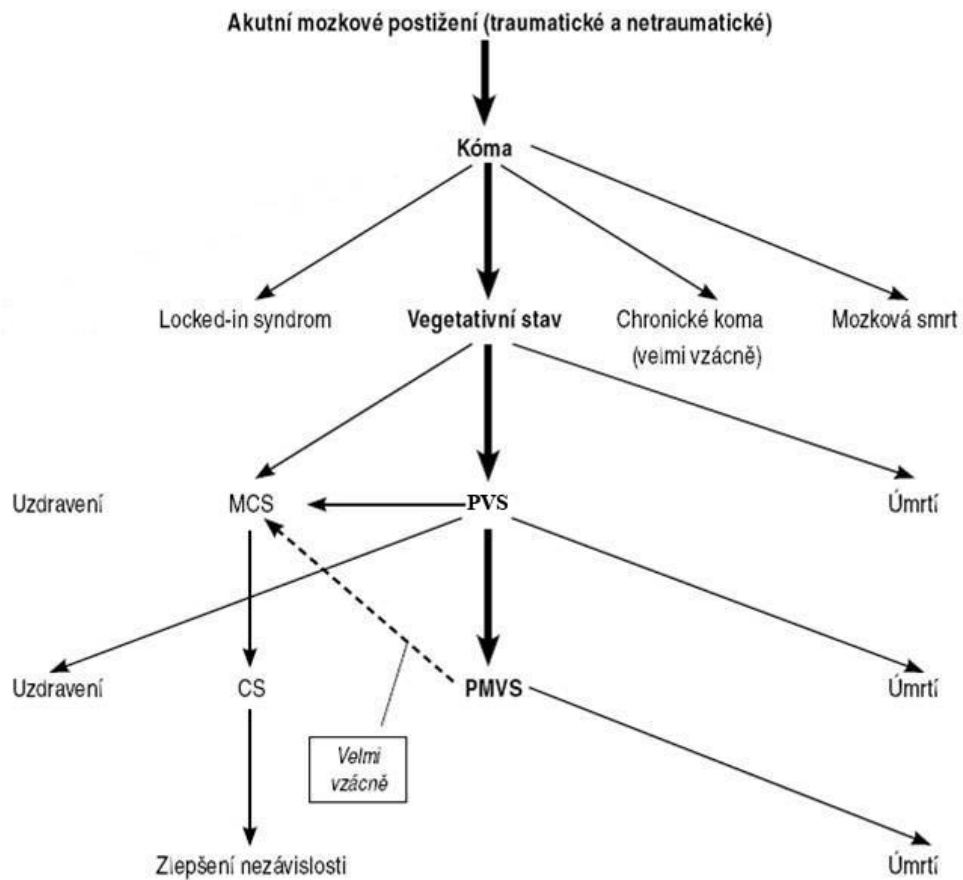 Akutní mozkové postižení (traumatické a netraumatické)
Kóma
Locked-in syndrom
Vegetativní stav
Chronické koma
(velmi vzácně)
Mozková smrt
Uzdravení
MCS
PVS
Úmrtí
Uzdravení
CS
PMVS
Úmrtí
Velmi
vzácně
Zlepšení nezávislosti
Úmrtí